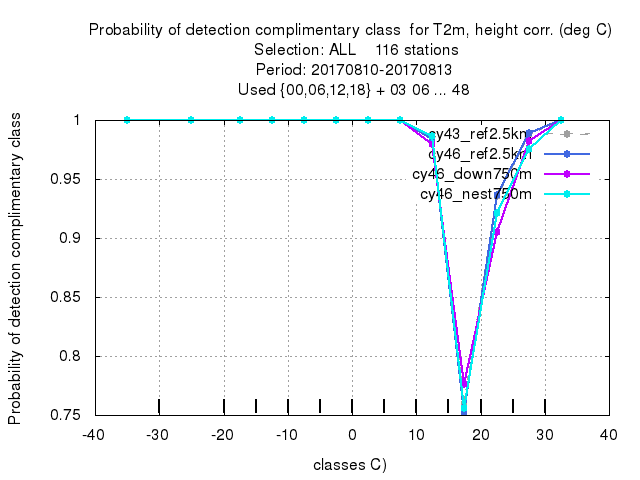 Probability of detection complimentary class  for T2m, height corr. (deg C)
Selection: ALL    116 stations
Period: 20170810-20170813
Used {00,06,12,18} + 03 06 ... 48
Probability of detection complimentary class
1
0.95
0.9
0.85
0.8
0.75
cy43_ref2.5km
cy46_ref2.5km
cy46_down750m
cy46_nest750m
-40 -30 -20 -10 0 10 20 30 40
classes C)